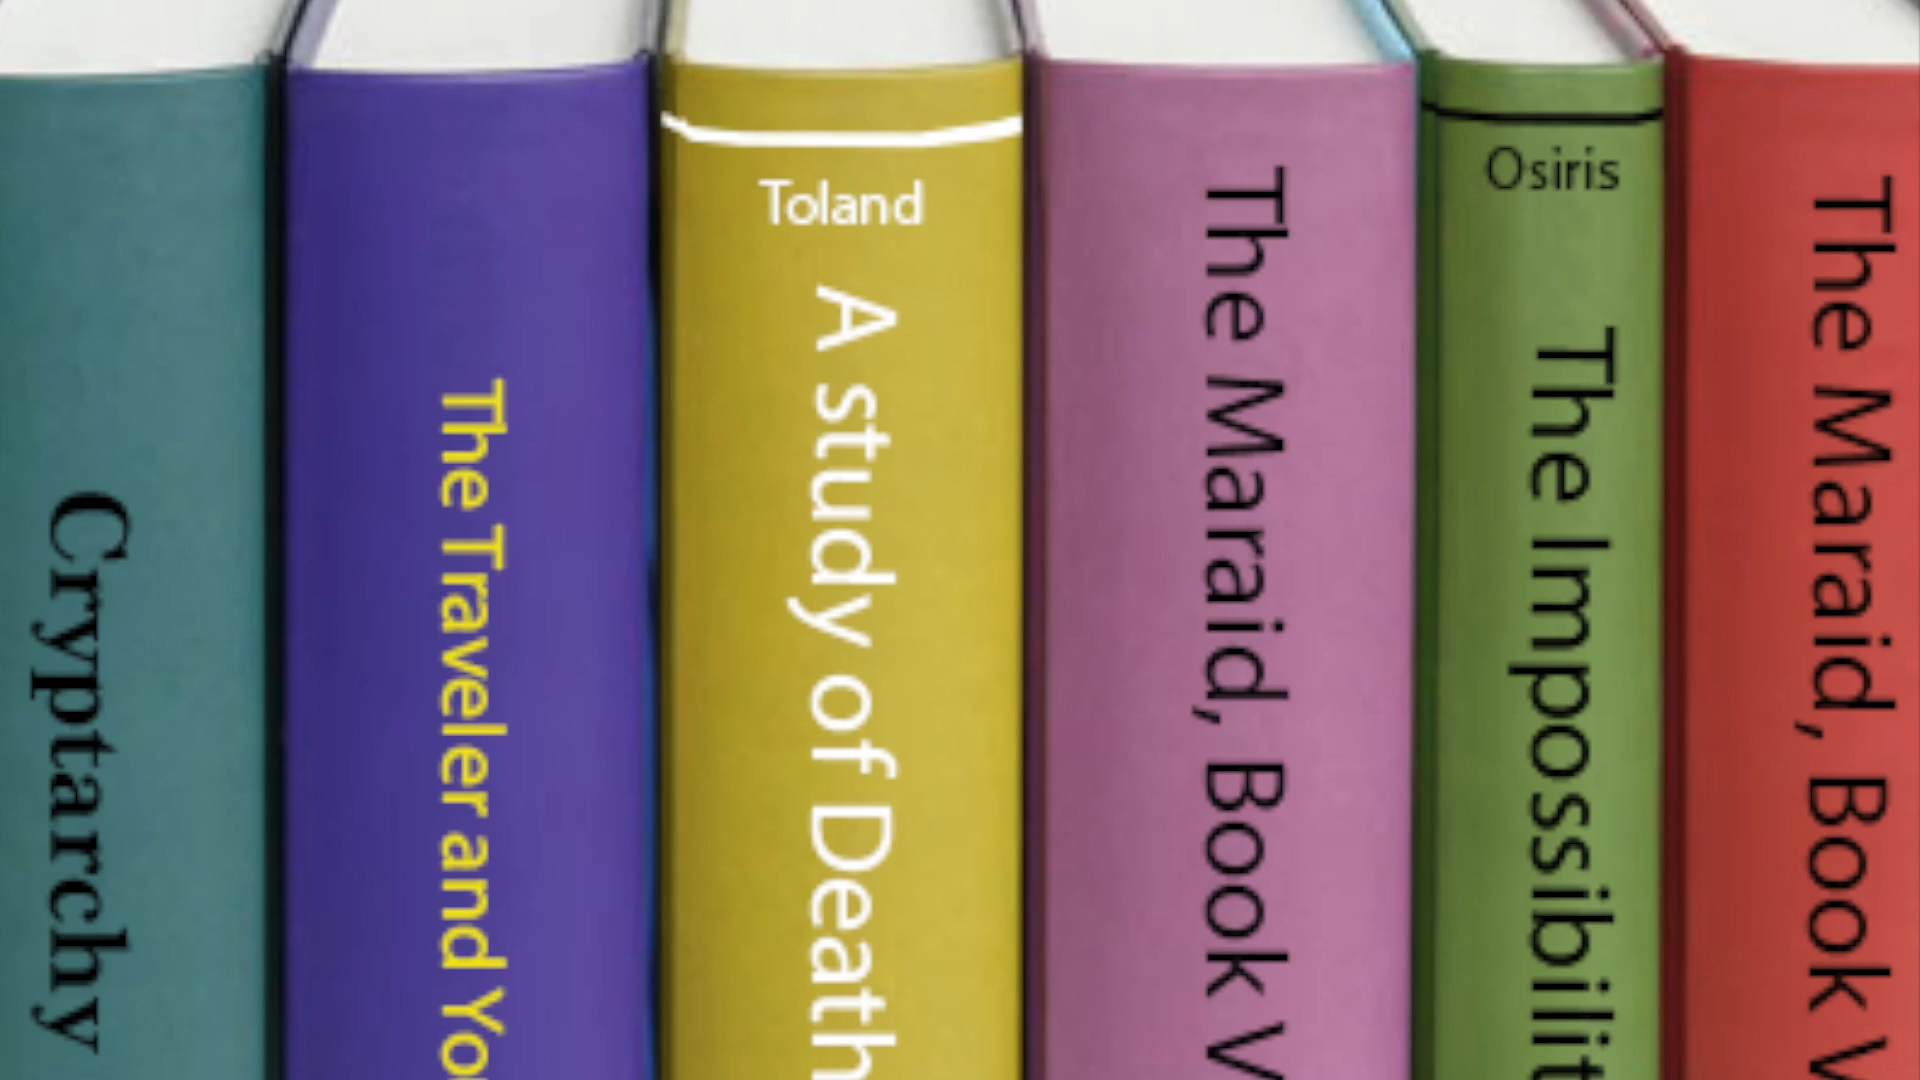 Cryptarchy
The Traveler and Yo
Toland
A study of Death
The Maraid, Book V
Osiris
The Impossibilit
The Maraid, Book V